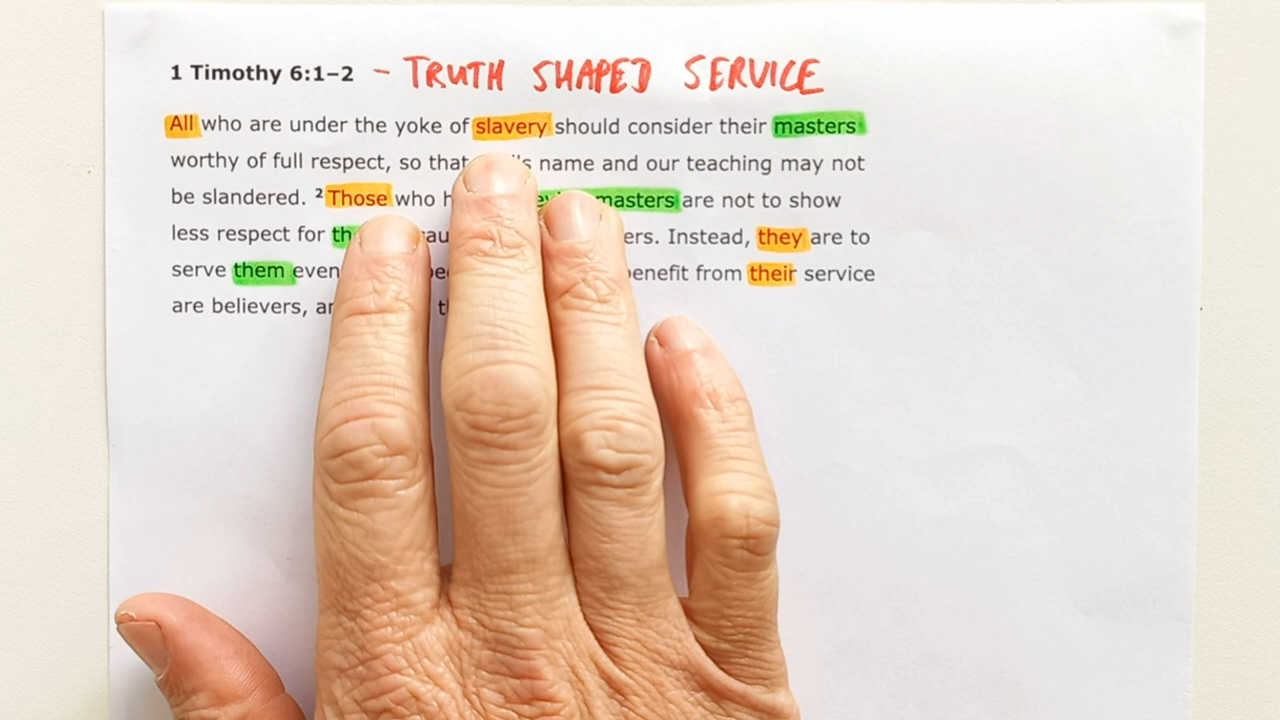 1 Timothy 6:1–2 - TRUTH SHAPED SERVICE
All who are under the yoke of slavery should consider their masters
worthy of full respect, so that name and our teaching may not
be slandered. ² Those who masters are not to show
less respect for Instead, they are to
serve them even benefit from their service
are believers,